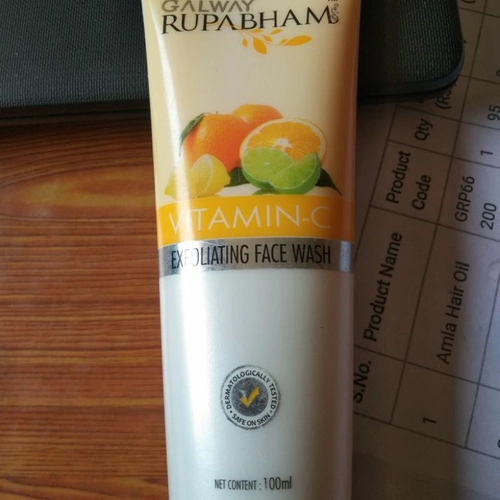 GALWAY
RUPABHAM
VITAMIN-C
EXFOLIATING FACE WASH
DERMATOLOGICALLY TESTED
• SAFE ON SKIN •
NET CONTENT : 100ml
S.No. Product Name Product Code Qty
1 Amla Hair Oil 200 GRP66 1 95